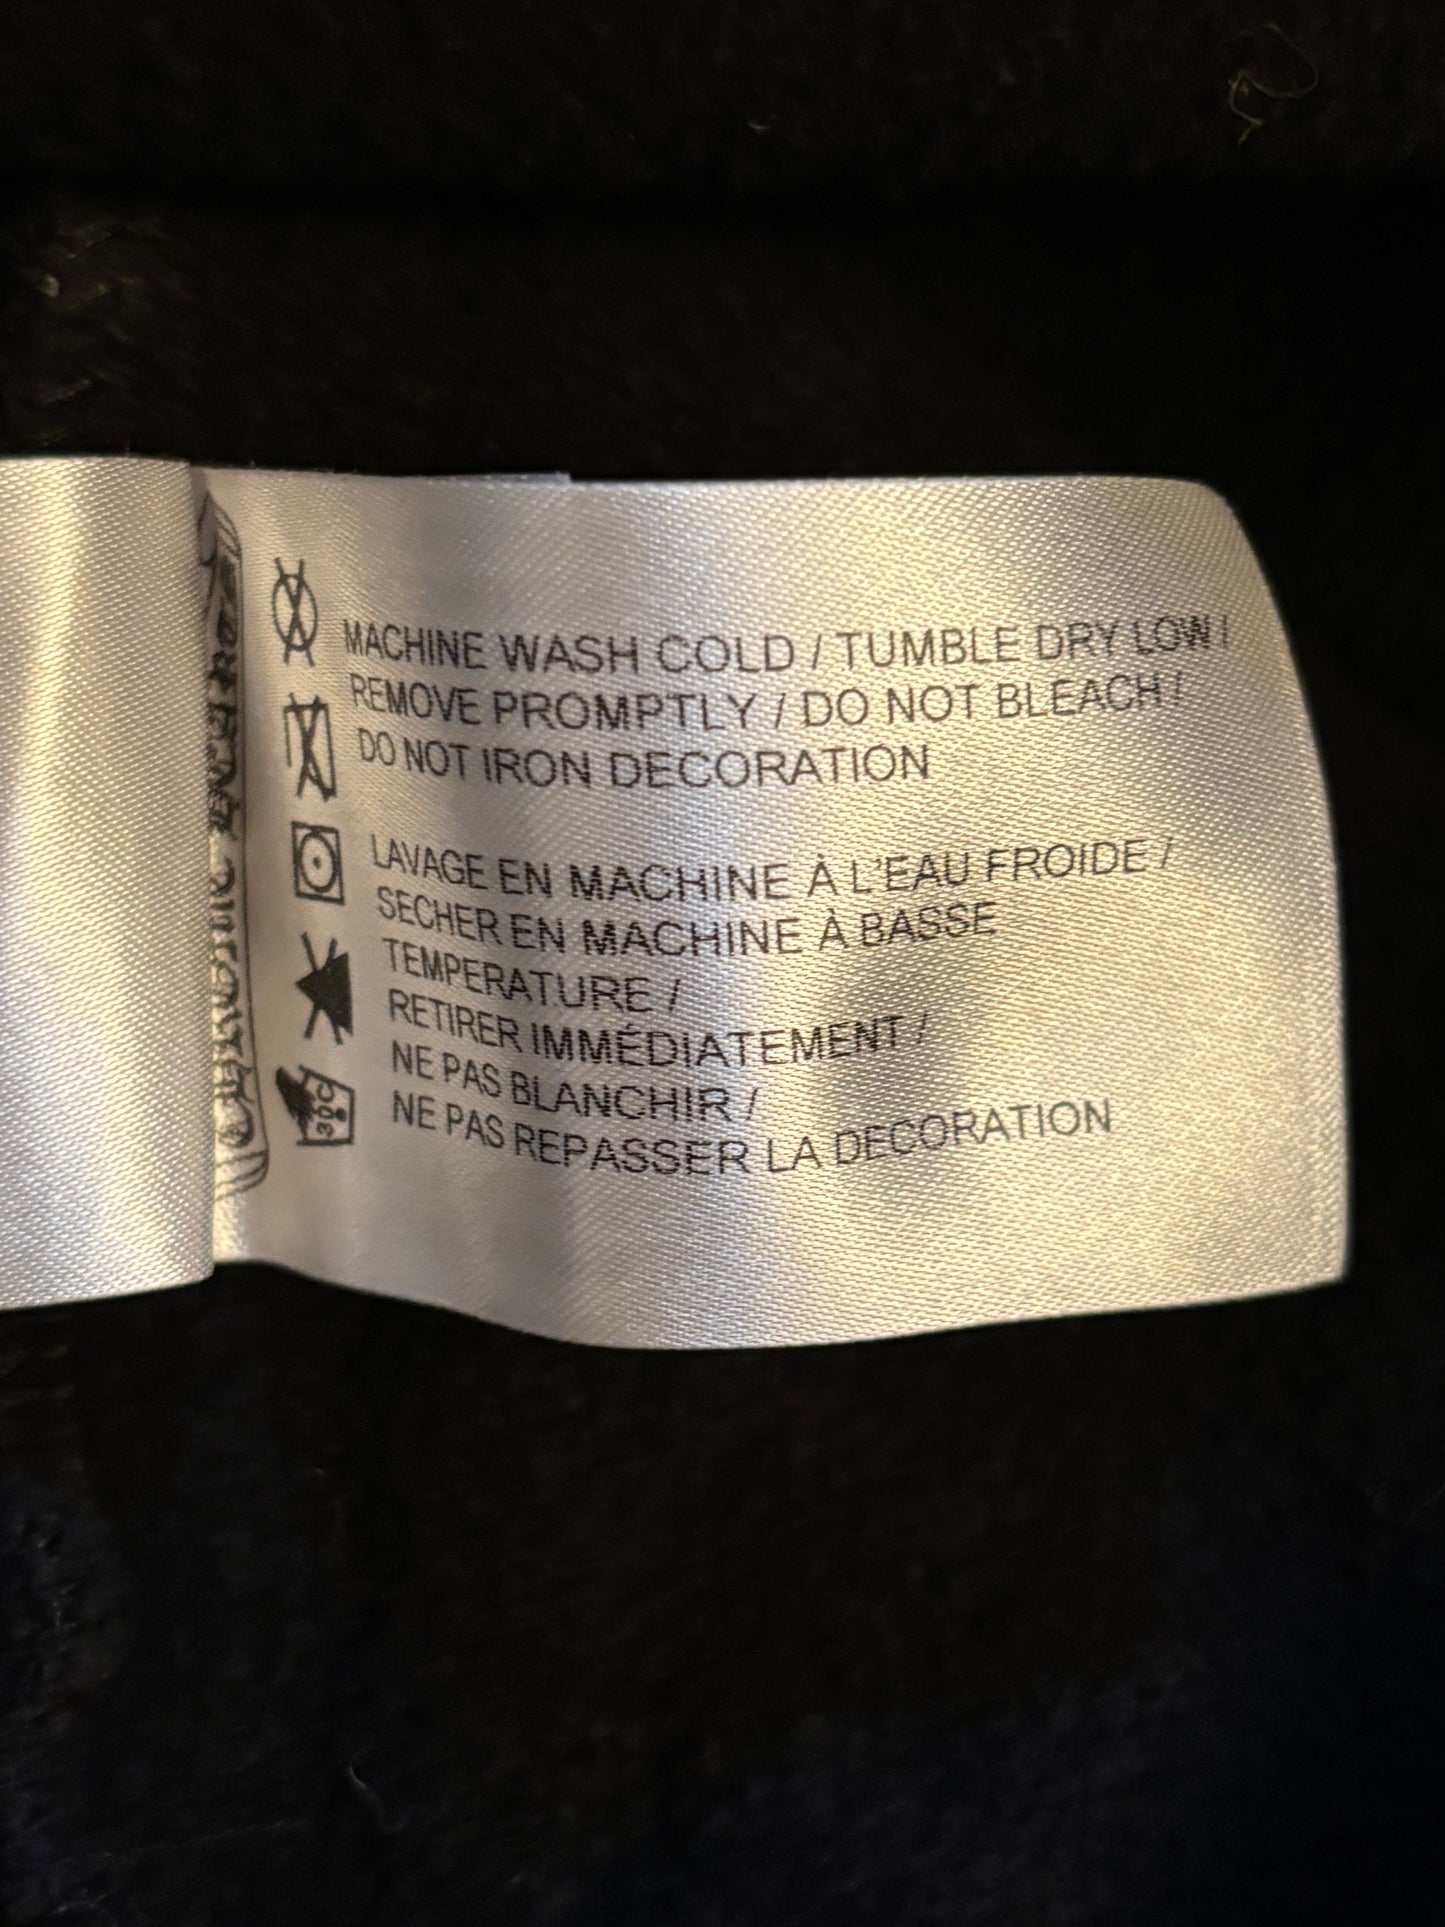 MACHINE WASH COLD / TUMBLE DRY LOW /
REMOVE PROMPTLY / DO NOT BLEACH /
DO NOT IRON DECORATION
LAVAGE EN MACHINE À L'EAU FROIDE /
SECHER EN MACHINE À BASSE
TEMPERATURE /
RETIRER IMMÉDIATEMENT /
NE PAS BLANCHIR /
NE PAS REPASSER LA DECORATION
A
30C